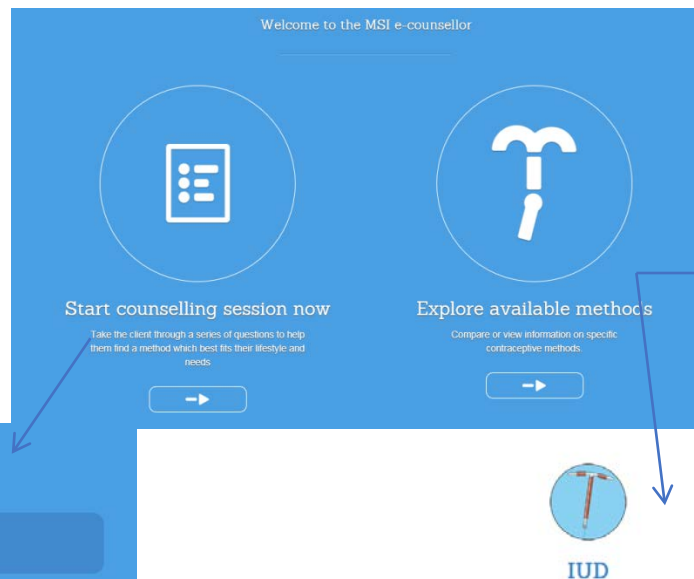 Welcome to the MSI e-counsellor
Start counselling session now
Take the client through a series of questions to help
them find a method which best fits their lifestyle and
needs
Explore available methods
Compare or view information on specific
contraceptive methods.
IUD